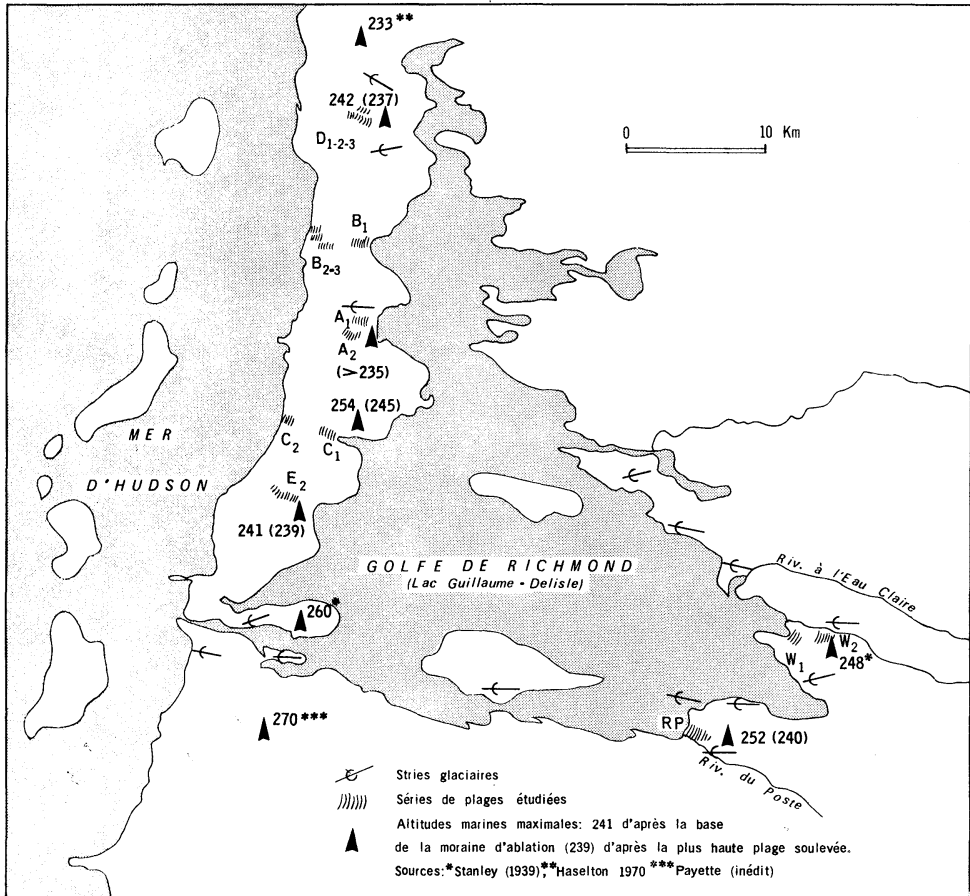 233**
242 (237)
D1-2-3
0 10 Km
B1
B2-3
A1
A2
(>235)
254 (245)
C2
C1
MER
D'HUDSON
E2
241 (239)
GOLFE DE RICHMOND
(Lac Guillaume - Delisle)
Riv. à l'Eau Claire
260*
W2
W1
248*
270***
RP
252 (240)
Riv. du Poste
Stries glaciaires
Séries de plages étudiées
Altitudes marines maximales: 241 d'après la base
de la moraine d'ablation (239) d'après la plus haute plage soulevée.
Sources:*Stanley (1939),**Haselton 1970 ***Payette (inédit)